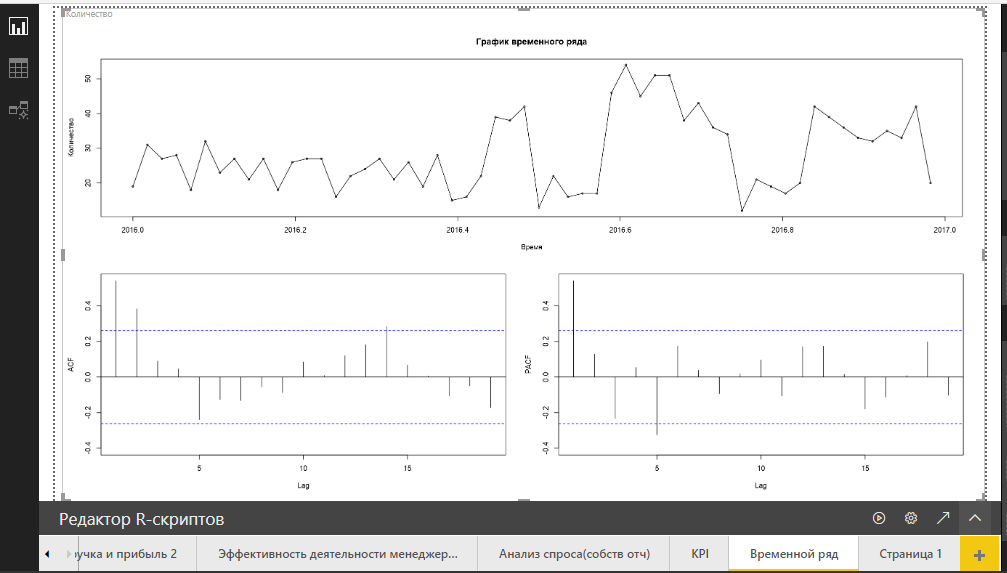 Количество
График временного ряда
Количество
50
40
30
20
2016.0 2016.2 2016.4 2016.6 2016.8 2017.0
Время
ACF
0.4
0.2
0.0
-0.2
-0.4
5 10 15
Lag
PACF
0.4
0.2
0.0
-0.2
-0.4
5 10 15
Lag
Редактор R-скриптов
ручка и прибыль 2 Эффективность деятельности менеджер... Анализ спроса(собств отч) KPI Временной ряд Страница 1 +